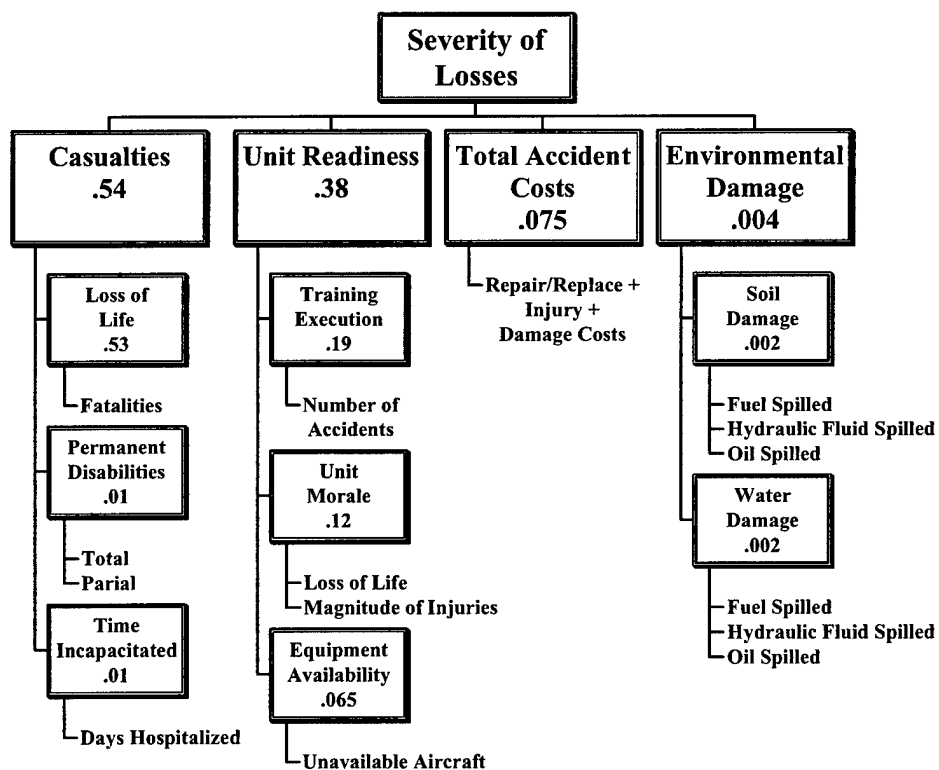 Severity of
Losses
Casualties
.54
Unit Readiness
.38
Total Accident
Costs
.075
Environmental
Damage
.004
Loss of
Life
.53
Fatalities
Permanent
Disabilities
.01
Total
Parial
Time
Incapacitated
.01
Days Hospitalized
Training
Execution
.19
Number of
Accidents
Unit
Morale
.12
Loss of Life
Magnitude of Injuries
Equipment
Availability
.065
Unavailable Aircraft
Repair/Replace +
Injury +
Damage Costs
Soil
Damage
.002
Fuel Spilled
Hydraulic Fluid Spilled
Oil Spilled
Water
Damage
.002
Fuel Spilled
Hydraulic Fluid Spilled
Oil Spilled